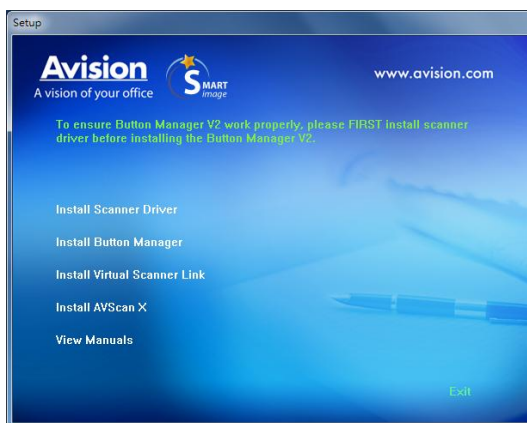 Setup
Avision
A vision of your office
SMART
image
www.avision.com
To ensure Button Manager V2 work properly, please FIRST install scanner
driver before installing the Button Manager V2.
Install Scanner Driver
Install Button Manager
Install Virtual Scanner Link
Install AVScan X
View Manuals
Exit